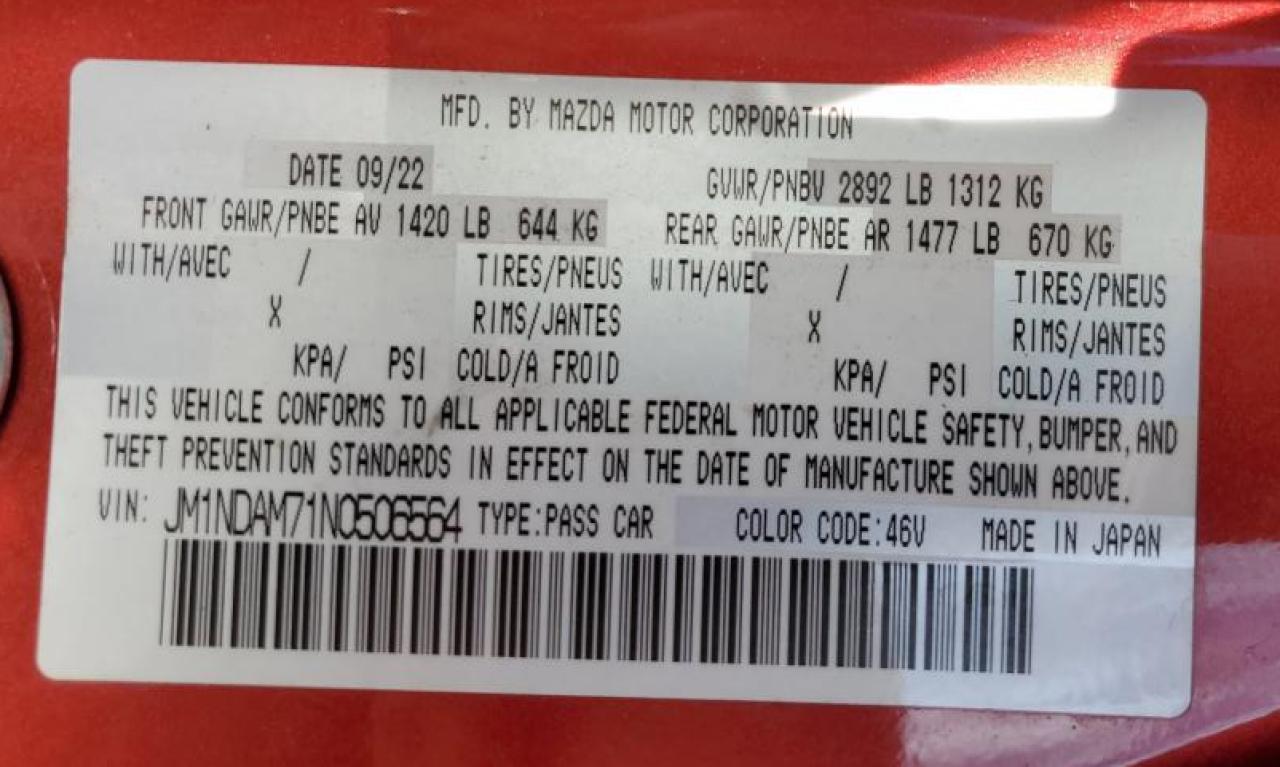 MFD. BY MAZDA MOTOR CORPORATION
DATE 09/22 GVWR/PNBV 2892 LB 1312 KG
FRONT GAWR/PNBE AV 1420 LB 644 KG REAR GAWR/PNBE AR 1477 LB 670 KG
WITH/AVEC / TIRES/PNEUS WITH/AVEC / TIRES/PNEUS
X RIMS/JANTES X RIMS/JANTES
KPA/ PSI COLD/A FROID KPA/ PSI COLD/A FROID
THIS VEHICLE CONFORMS TO ALL APPLICABLE FEDERAL MOTOR VEHICLE SAFETY, BUMPER, AND
THEFT PREVENTION STANDARDS IN EFFECT ON THE DATE OF MANUFACTURE SHOWN ABOVE.
VIN: JM1NDAM71N0506564 TYPE:PASS CAR COLOR CODE:46V MADE IN JAPAN